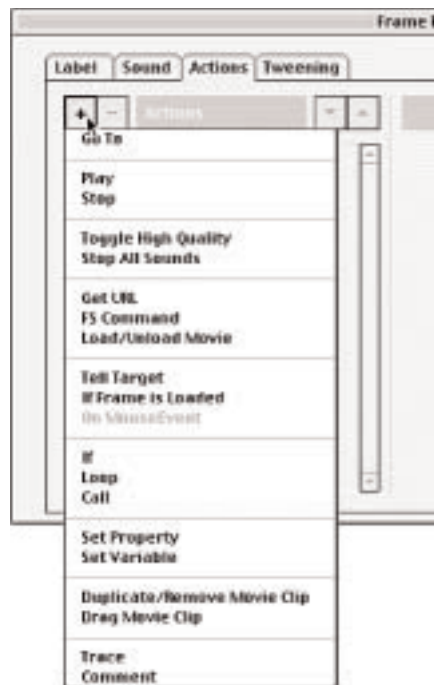 Frame
Label Sound Actions Tweening
+ - Actions
Go To
Play
Stop
Toggle High Quality
Stop All Sounds
Get URL
FS Command
Load/Unload Movie
Tell Target
If Frame is Loaded
On MouseEvent
If
Loop
Call
Set Property
Set Variable
Duplicate/Remove Movie Clip
Drag Movie Clip
Trace
Comment